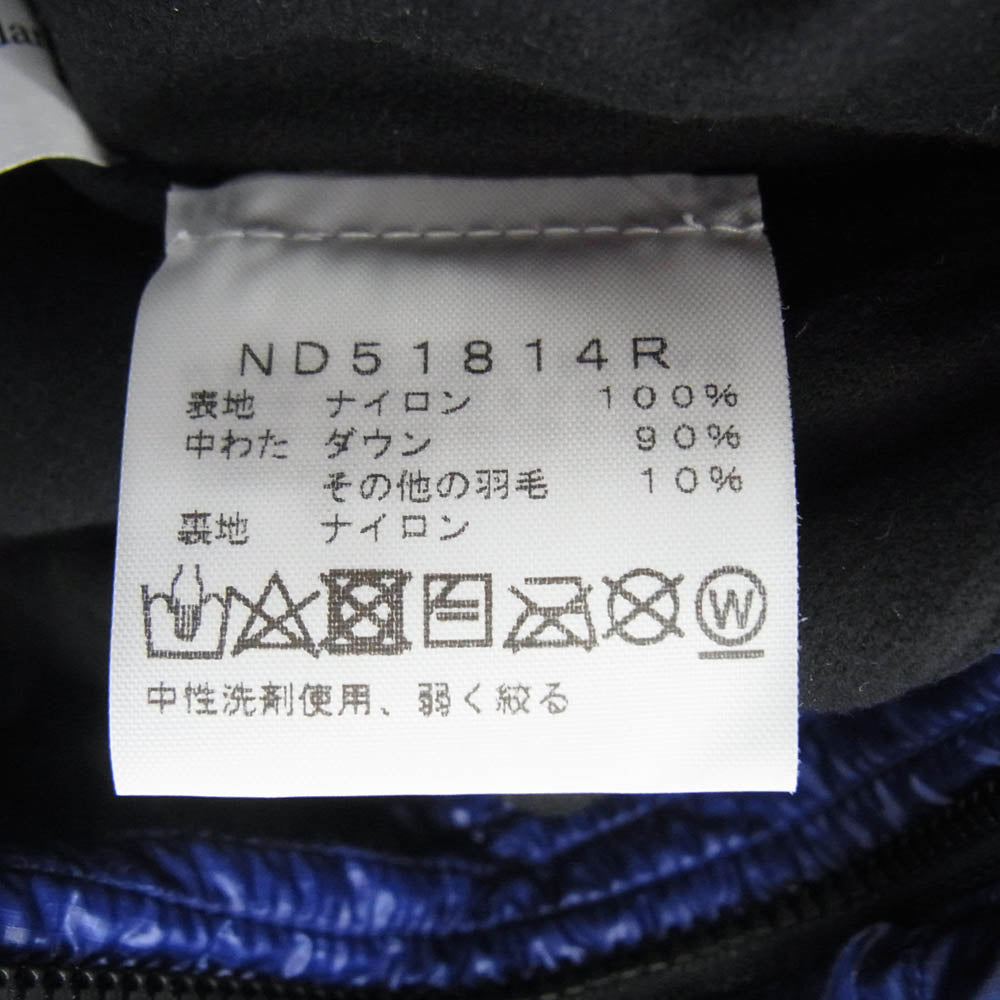 ND51814R
表地 ナイロン 100%
中わた ダウン 90%
その他の羽毛 10%
裏地 ナイロン
W
中性洗剤使用、弱く絞る